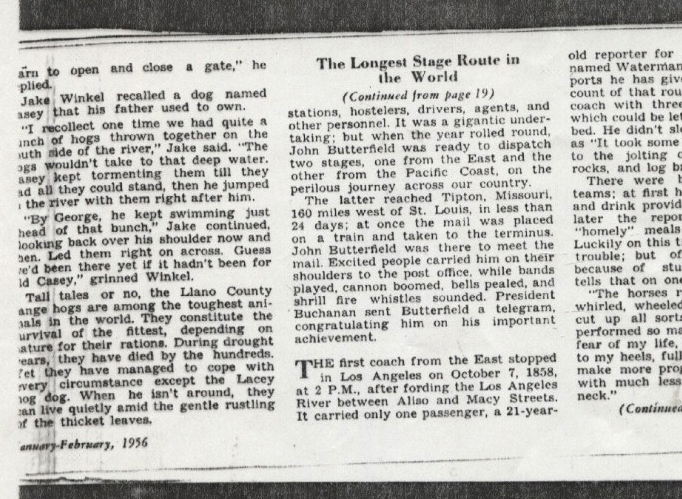 arn to open and close a gate," he
plied.
Jake Winkel recalled a dog named
asey that his father used to own.
"I recollect one time we had quite a
unch of hogs thrown together on the
outh side of the river," Jake said. "The
ogs wouldn't take to that deep water.
asey kept tormenting them till they
ad all they could stand, then he jumped
the river with them right after him.
"By George, he kept swimming just
head of that bunch," Jake continued,
looking back over his shoulder now and
hen. Led them right on across. Guess
we'd been there yet if it hadn't been for
ld Casey," grinned Winkel.
Tall tales or no, the Llano County
ange hogs are among the toughest ani-
mals in the world. They constitute the
urvival of the fittest, depending on
ature for their rations. During drought
ears, they have died by the hundreds.
Yet they have managed to cope with
every circumstance except the Lacey
hog dog. When he isn't around, they
can live quietly amid the gentle rustling
of the thicket leaves.
anuary-February, 1956
The Longest Stage Route in
the World
(Continued from page 19)
stations, hostelers, drivers, agents, and
other personnel. It was a gigantic under-
taking; but when the year rolled round,
John Butterfield was ready to dispatch
two stages, one from the East and the
other from the Pacific Coast, on the
perilous journey across our country.
The latter reached Tipton, Missouri,
160 miles west of St. Louis, in less than
24 days; at once the mail was placed
on a train and taken to the terminus.
John Butterfield was there to meet the
mail. Excited people carried him on their
shoulders to the post office, while bands
played, cannon boomed, bells pealed, and
shrill fire whistles sounded. President
Buchanan sent Butterfield a telegram,
congratulating him on his important
achievement.
THE first coach from the East stopped
in Los Angeles on October 7, 1858,
at 2 P.M., after fording the Los Angeles
River between Aliso and Macy Streets.
It carried only one passenger, a 21-year-
old reporter for
named Waterman
ports he has give
count of that rou
coach with three
which could be let
bed. He didn't sle
as "It took some
to the jolting o
rocks, and log br
There were b
teams; at first h
and drink provid
later the repor
"homely" meals
Luckily on this t
trouble; but of
because of stu
tells that on one
"The horses r
whirled, wheeled
cut up all sorts
performed so ma
fear of my life,
to my heels, full
make more prog
with much less
neck."
(Continued